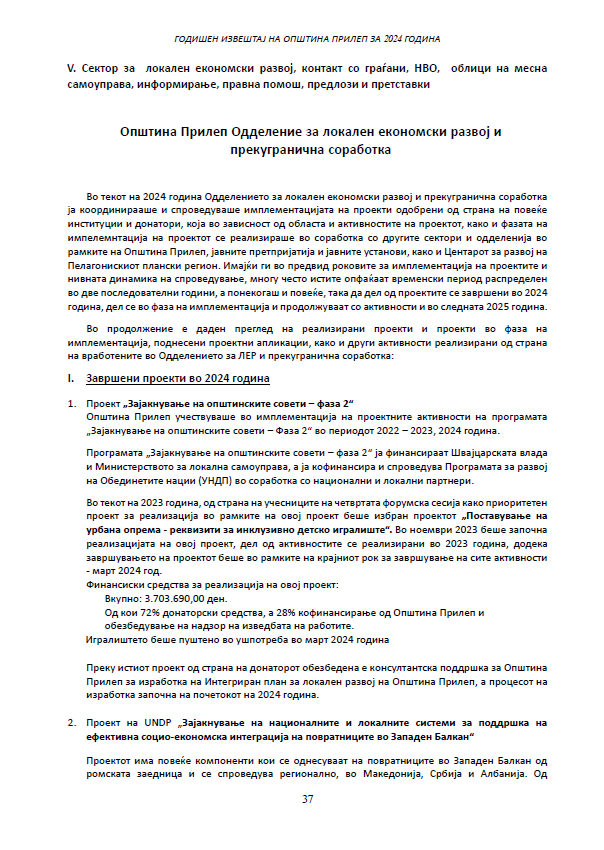 ГОДИШЕН ИЗВЕШТАЈ НА ОПШТИНА ПРИЛЕП ЗА 2024 ГОДИНА
V. Сектор за локален економски развој, контакт со граѓани, НВО, облици на месна
самоуправа, информирање, правна помош, предлози и претставки
Општина Прилеп Одделение за локален економски развој и
прекугранична соработка
Во текот на 2024 година Одделението за локален економски развој и прекугранична соработка
ја координираше и спроведуваше имплементацијата на проекти одобрени од страна на повеќе
институции и донатори, која во зависност од областа и активностите на проектот, како и фазата на
импелемнтација на проектот се реализираше во соработка со другите сектори и одделенија во
рамките на Општина Прилеп, јавните претпријатија и јавните установи, како и Центарот за развој на
Пелагонискиот плански регион. Имајќи ги во предвид роковите за имплементација на проектите и
нивната динамика на спроведување, многу често истите опфаќаат временски период распределен
во две последователни години, а понекогаш и повеќе, така да дел од проектите се завршени во 2024
година, дел се во фаза на имплементација и продолжуваат со активности и во следната 2025 година.
Во продолжение е даден преглед на реализирани проекти и проекти во фаза на
имплементација, поднесени проектни апликации, како и други активности реализирани од страна
на вработените во Одделението за ЛЕР и прекугранична соработка:
I. Завршени проекти во 2024 година
1. Проект „Зајакнување на општинските совети – фаза 2“
Општина Прилеп учествуваше во имплементација на проектните активности на програмата
„Зајакнување на општинските совети – Фаза 2“ во периодот 2022 – 2023, 2024 година.
Програмата „Зајакнување на општинските совети – фаза 2“ ја финансираат Швајцарската влада
и Министерството за локална самоуправа, а ја кофинансира и спроведува Програмата за развој
на Обединетите нации (УНДП) во соработка со национални и локални партнери.
Во текот на 2023 година, од страна на учесниците на четвртата форумска сесија како приоритетен
проект за реализација во рамките на овој проект беше избран проектот „Поставување на
урбана опрема - реквизити за инклузивно детско игралиште“. Во ноември 2023 беше започна
реализацијата на овој проект, дел од активностите се реализирани во 2023 година, додека
завршувањето на проектот беше во рамките на крајниот рок за завршување на сите активности
- март 2024 год.
Финансиски средства за реализација на овој проект:
Вкупно: 3.703.690,00 ден.
Од кои 72% донаторски средства, а 28% кофинансирање од Општина Прилеп и
обезбедување на надзор на изведбата на работите.
Игралиштето беше пуштено во ушпотреба во март 2024 година
Преку истиот проект од страна на донаторот обезбедена е консултантска поддршка за Општина
Прилеп за изработка на Интегриран план за локален развој на Општина Прилеп, а процесот на
изработка започна на почетокот на 2024 година.
2. Проект на UNDP „Зајакнување на националните и локалните системи за поддршка на
ефективна социо-економска интеграција на повратниците во Западен Балкан“
Проектот има повеќе компоненти кои се однесуваат на повратниците во Западен Балкан од
ромската заедница и се спроведува регионално, во Македонија, Србија и Албанија. Од
37